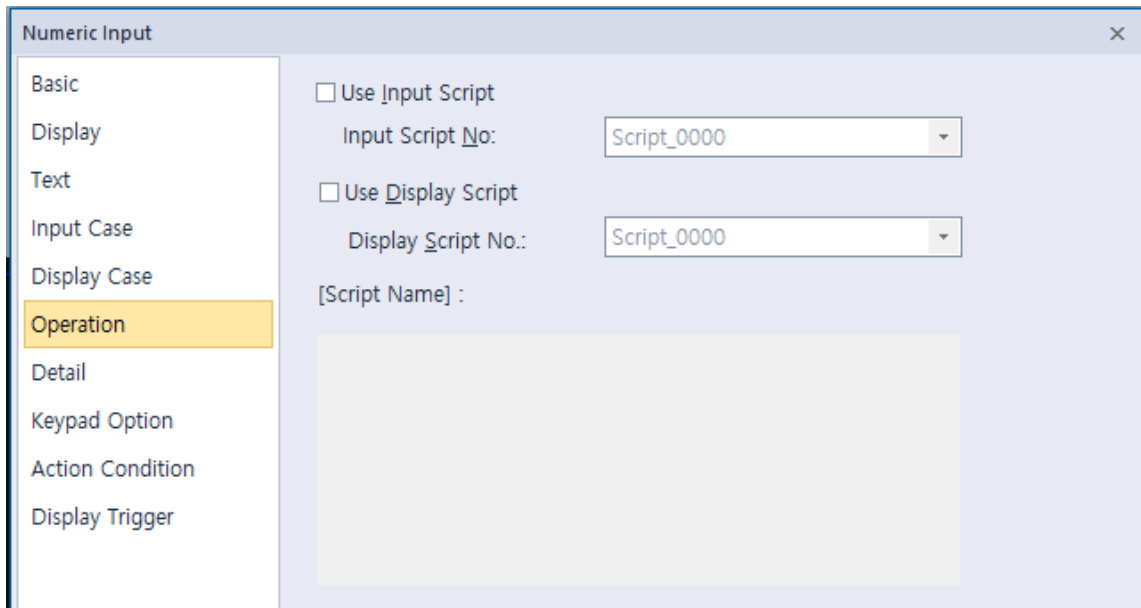 Numeric Input
Basic
Display
Text
Input Case
Display Case
Operation
Detail
Keypad Option
Action Condition
Display Trigger
Use Input Script
Input Script No:
Script_0000
Use Display Script
Display Script No.:
Script_0000
[Script Name] :